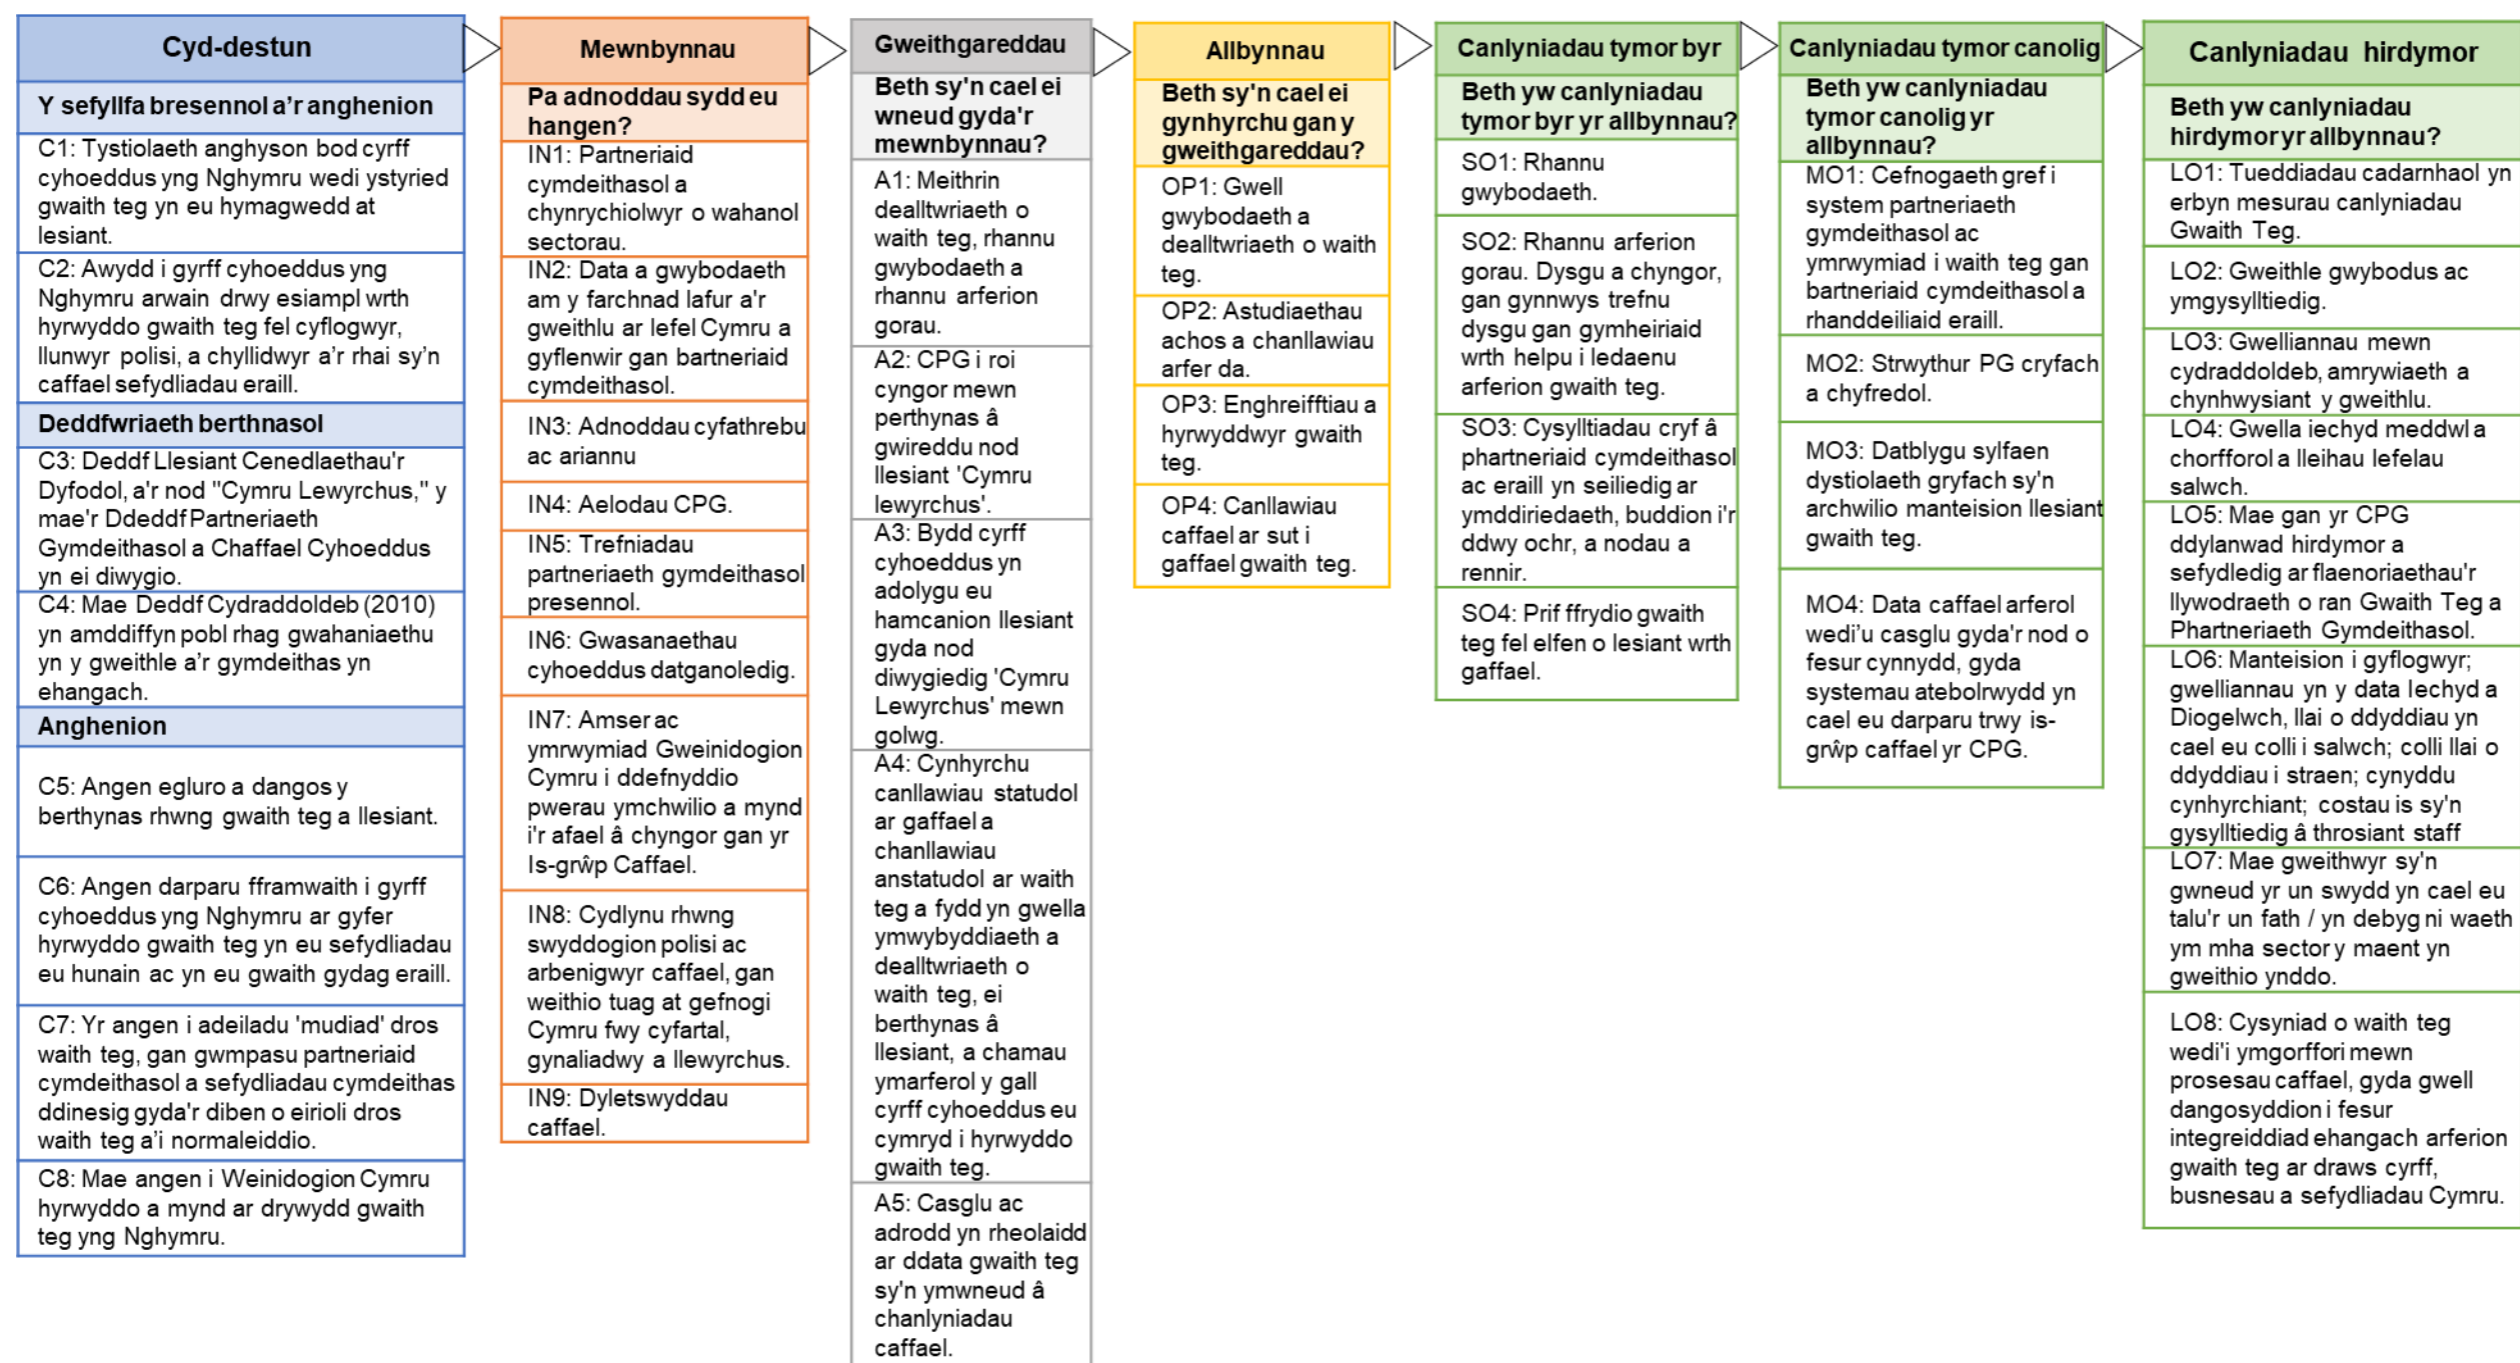 Cyd-destun
Y sefyllfa bresennol a'r anghenion
C1: Tystiolaeth anghyson bod cyrff
cyhoeddus yng Nghymru wedi ystyried
gwaith teg yn eu hymagwedd at
lesiant.
C2: Awydd i gyrff cyhoeddus yng
Nghymru arwain drwy esiampl wrth
hyrwyddo gwaith teg fel cyflogwyr,
llunwyr polisi, a chyllidwyr a'r rhai sy'n
caffael sefydliadau eraill.
Deddfwriaeth berthnasol
C3: Deddf Llesiant Cenedlaethau'r
Dyfodol, a'r nod "Cymru Lewyrchus," y
mae'r Ddeddf Partneriaeth
Gymdeithasol a Chaffael Cyhoeddus
yn ei diwygio.
C4: Mae Deddf Cydraddoldeb (2010)
yn amddiffyn pobl rhag gwahaniaethu
yn y gweithle a'r gymdeithas yn
ehangach.
Anghenion
C5: Angen egluro a dangos y
berthynas rhwng gwaith teg a llesiant.
C6: Angen darparu fframwaith i gyrff
cyhoeddus yng Nghymru ar gyfer
hyrwyddo gwaith teg yn eu sefydliadau
eu hunain ac yn eu gwaith gydag eraill.
C7: Yr angen i adeiladu 'mudiad' dros
waith teg, gan gwmpasu partneriaid
cymdeithasol a sefydliadau cymdeithas
ddinesig gyda'r diben o eirioli dros
waith teg a'i normaleiddio.
C8: Mae angen i Weinidogion Cymru
hyrwyddo a mynd ar drywydd gwaith
teg yng Nghymru.
Mewnbynnau
Pa adnoddau sydd eu
hangen?
IN1: Partneriaid
cymdeithasol a
chynrychiolwyr o wahanol
sectorau.
IN2: Data a gwybodaeth
am y farchnad lafur a'r
gweithlu ar lefel Cymru a
gyflenwir gan bartneriaid
cymdeithasol.
IN3: Adnoddau cyfathrebu
ac ariannu
IN4: Aelodau CPG.
IN5: Trefniadau
partneriaeth gymdeithasol
presennol.
IN6: Gwasanaethau
cyhoeddus datganoledig.
IN7: Amser ac
ymrwymiad Gweinidogion
Cymru i ddefnyddio
pwerau ymchwilio a mynd
i'r afael â chyngor gan yr
Is-grŵp Caffael.
IN8: Cydlynu rhwng
swyddogion polisi ac
arbenigwyr caffael, gan
weithio tuag at gefnogi
Cymru fwy cyfartal,
gynaliadwy a llewyrchus.
IN9: Dyletswyddau
caffael.
Gweithgareddau
Beth sy'n cael ei
wneud gyda'r
mewnbynnau?
A1: Meithrin
dealltwriaeth o
waith teg, rhannu
gwybodaeth a
rhannu arferion
gorau.
A2: CPG i roi
cyngor mewn
perthynas â
gwireddu nod
llesiant 'Cymru
lewyrchus'.
A3: Bydd cyrff
cyhoeddus yn
adolygu eu
hamcanion llesiant
gyda nod
diwygiedig 'Cymru
Lewyrchus' mewn
golwg.
A4: Cynhyrchu
canllawiau statudol
ar gaffael a
chanllawiau
anstatudol ar waith
teg a fydd yn gwella
ymwybyddiaeth a
dealltwriaeth o
waith teg, ei
berthynas â
llesiant, a chamau
ymarferol y gall
cyrff cyhoeddus eu
cymryd i hyrwyddo
gwaith teg.
A5: Casglu ac
adrodd yn rheolaidd
ar ddata gwaith teg
sy'n ymwneud â
chanlyniadau
caffael.
Allbynnau
Beth sy'n cael ei
gynhyrchu gan y
gweithgareddau?
OP1: Gwell
gwybodaeth a
dealltwriaeth o waith
teg.
OP2: Astudiaethau
achos a chanllawiau
arfer da.
OP3: Enghreifftiau a
hyrwyddwyr gwaith
teg.
OP4: Canllawiau
caffael ar sut i
gaffael gwaith teg.
Canlyniadau tymor byr
Beth yw canlyniadau
tymor byr yr allbynnau?
SO1: Rhannu
gwybodaeth.
SO2: Rhannu arferion
gorau. Dysgu a chyngor,
gan gynnwys trefnu
dysgu gan gymheiriaid
wrth helpu i ledaenu
arferion gwaith teg.
SO3: Cysylltiadau cryf â
phartneriaid cymdeithasol
ac eraill yn seiliedig ar
ymddiriedaeth, buddion i'r
ddwy ochr, a nodau a
rennir.
SO4: Prif ffrydio gwaith
teg fel elfen o lesiant wrth
gaffael.
Canlyniadau tymor canolig
Beth yw canlyniadau
tymor canolig yr
allbynnau?
MO1: Cefnogaeth gref i
system partneriaeth
gymdeithasol ac
ymrwymiad i waith teg gan
bartneriaid cymdeithasol a
rhanddeiliaid eraill.
MO2: Strwythur PG cryfach
a chyfredol.
MO3: Datblygu sylfaen
dystiolaeth gryfach sy'n
archwilio manteision llesiant
gwaith teg.
MO4: Data caffael arferol
wedi'u casglu gyda'r nod o
fesur cynnydd, gyda
systemau atebolrwydd yn
cael eu darparu trwy is-
grŵp caffael yr CPG.
Canlyniadau hirdymor
Beth yw canlyniadau
hirdymor yr allbynnau?
LO1: Tueddiadau cadarnhaol yn
erbyn mesurau canlyniadau
Gwaith Teg.
LO2: Gweithle gwybodus ac
ymgysylltiedig.
LO3: Gwelliannau mewn
cydraddoldeb, amrywiaeth a
chynhwysiant y gweithlu.
LO4: Gwella iechyd meddwl a
chorfforol a lleihau lefelau
salwch.
LO5: Mae gan yr CPG
ddylanwad hirdymor a
sefydledig ar flaenoriaethau'r
llywodraeth o ran Gwaith Teg a
Phartneriaeth Gymdeithasol.
LO6: Manteision i gyflogwyr;
gwelliannau yn y data Iechyd a
Diogelwch, llai o ddyddiau yn
cael eu colli i salwch; colli llai o
ddyddiau i straen; cynyddu
cynhyrchiant; costau is sy'n
gysylltiedig â throsiant staff
LO7: Mae gweithwyr sy'n
gwneud yr un swydd yn cael eu
talu'r un fath / yn debyg ni waeth
ym mha sector y maent yn
gweithio ynddo.
LO8: Cysyniad o waith teg
wedi'i ymgorffori mewn
prosesau caffael, gyda gwell
dangosyddion i fesur
integreiddiad ehangach arferion
gwaith teg ar draws cyrff,
busnesau a sefydliadau Cymru.